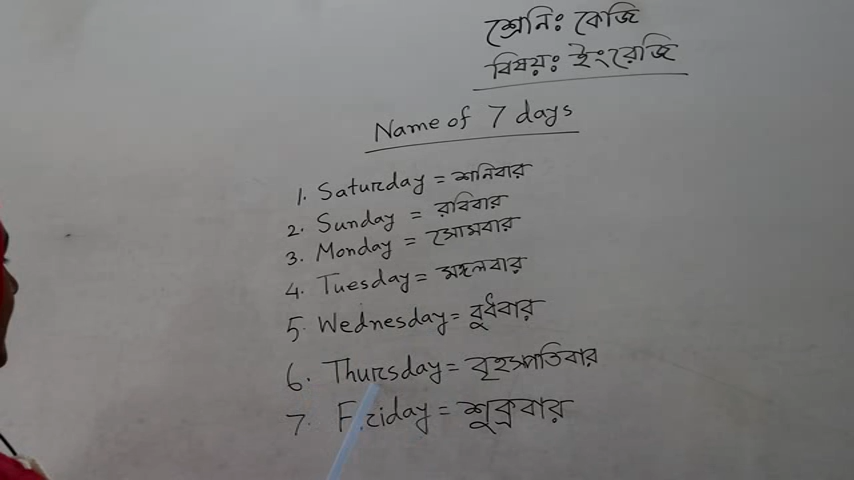 শ্রেনিঃ কেজি
বিষয়ঃ ইংরেজি
Name of 7 days
1. Saturday = শনিবার
2. Sunday = রবিবার
3. Monday = সোমবার
4. Tuesday = মঙ্গলবার
5. Wednesday = বুধবার
6. Thursday = বৃহস্পতিবার
7. Friday = শুক্রবার